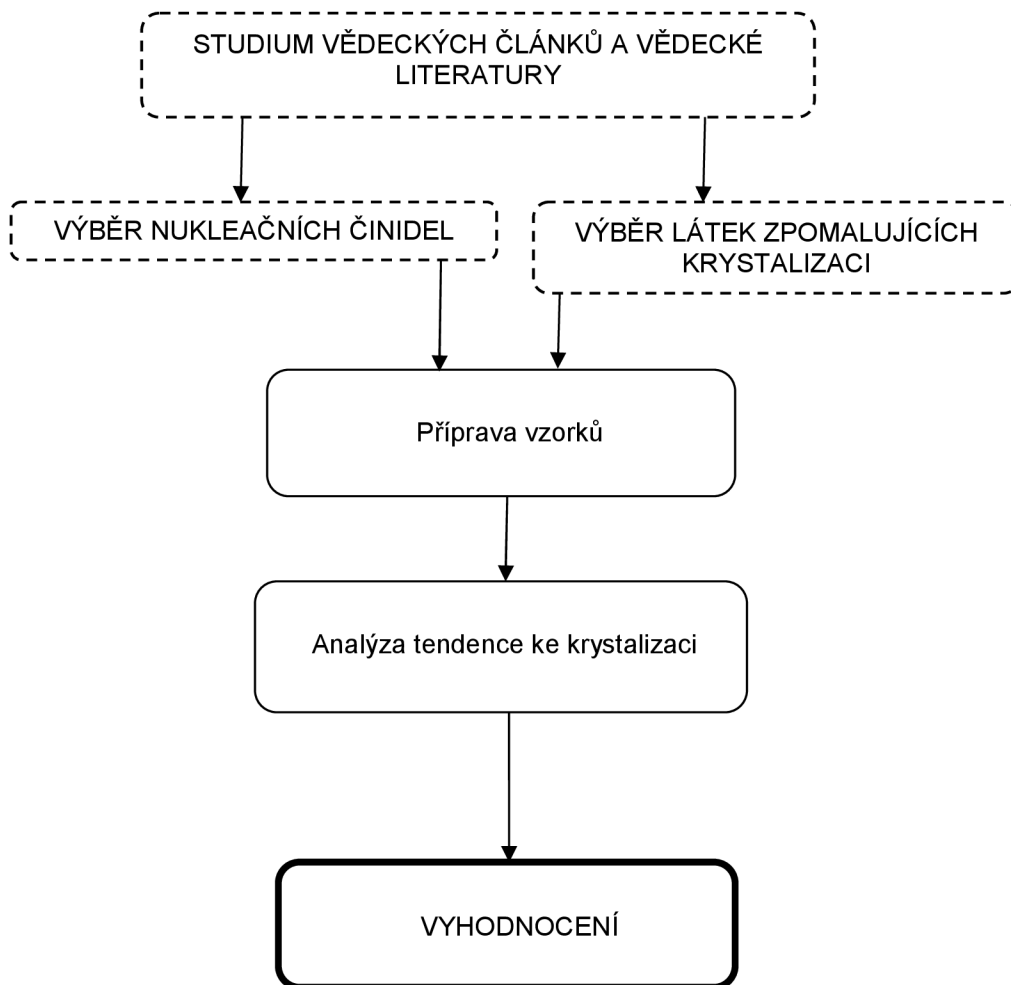 STUDIUM VĚDECKÝCH ČLÁNKŮ A VĚDECKÉ
LITERATURY
VÝBĚR NUKLEAČNÍCH ČINIDEL
VÝBĚR LÁTEK ZPOMALUJÍCÍCH
KRYSTALIZACI
Příprava vzorků
Analýza tendence ke krystalizaci
VYHODNOCENÍ